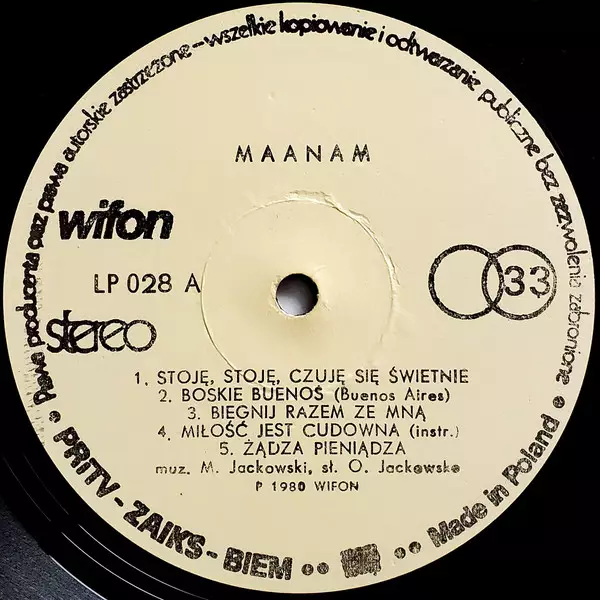 Prawa producenta oraz prawa autorskie zastrzeżone – wszelkie kopiowanie i odtwarzanie publiczne bez zezwolenia zabronione
MAANAM
wifon
LP 028 A
33
stereo
1. STOJĘ, STOJĘ, CZUJĘ SIĘ ŚWIETNIE
2. BOSKIE BUENOS (Buenos Aires)
3. BIEGNIJ RAZEM ZE MNĄ
4. MIŁOŚĆ JEST CUDOWNA (instr.)
5. ŻĄDZA PIENIĄDZA
muz. M. Jackowski, sł. O. Jackowska
P 1980 WIFON
PRiTV - ZAIKS - BIEM
Made in Poland